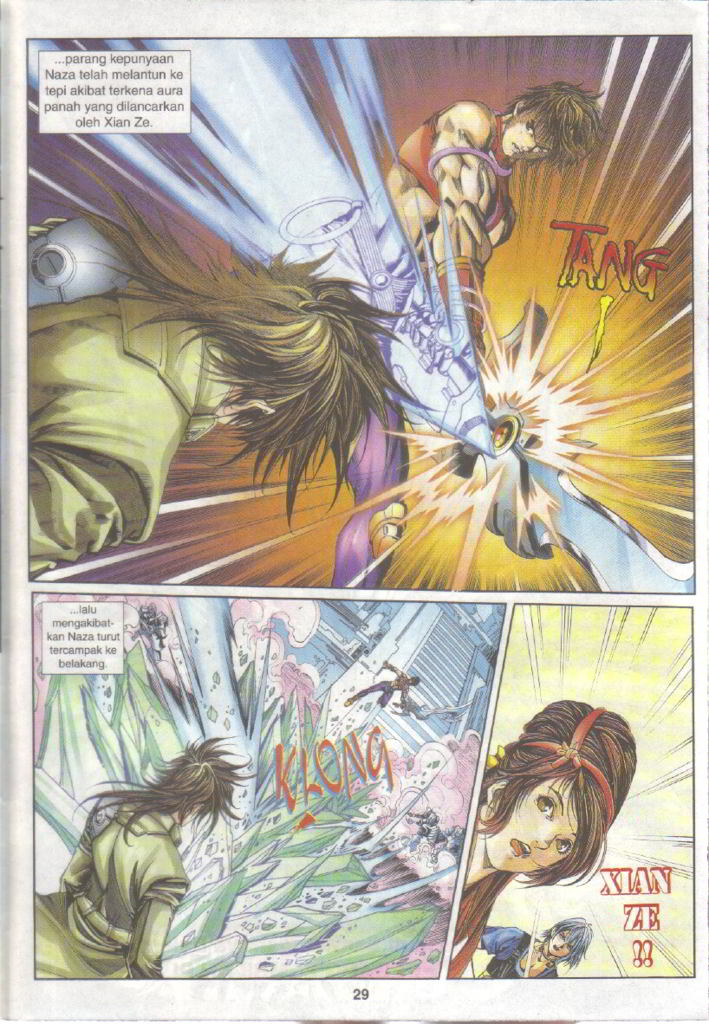 ...parang kepunyaan
Naza telah melantun ke
tepi akibat terkena aura
panah yang dilancarkan
oleh Xian Ze.
TANG
!
...lalu
mengakibat-
kan Naza turut
tercampak ke
belakang.
KLONG
XIAN
ZE
!!
29